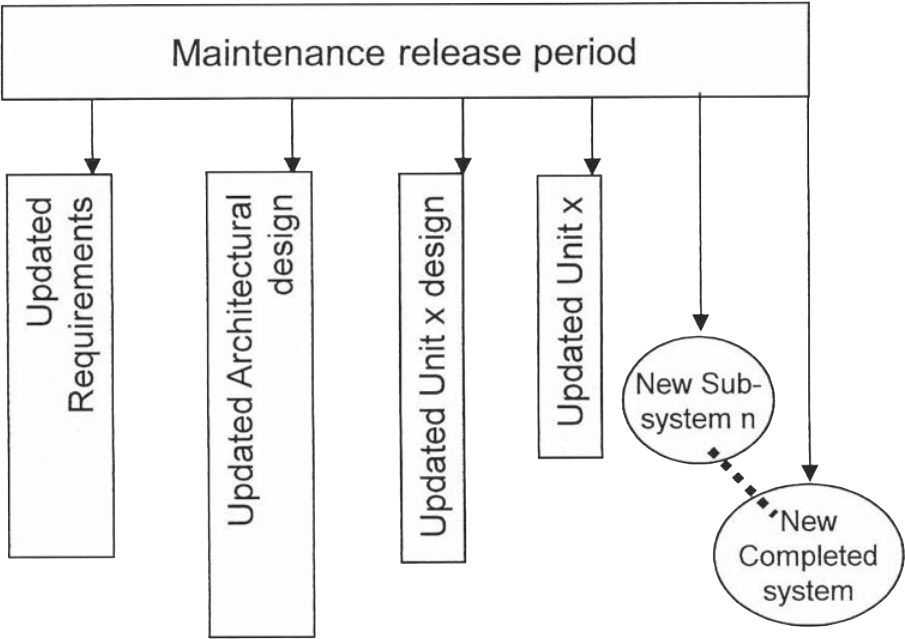 Maintenance release period
Updated
Requirements
Updated Architectural
design
Updated Unit x design
Updated Unit x
New Sub-
system n
New
Completed
system